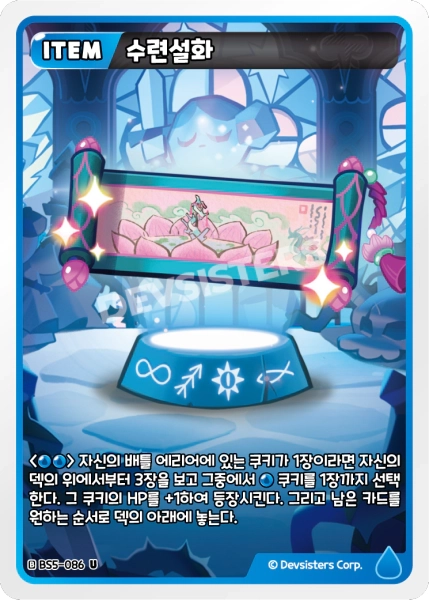 ITEM 수련설화
DEVSISTERS
< > 자신의 배틀 에리어에 있는 쿠키가 1장이라면 자신의
덱의 위에서부터 3장을 보고 그중에서 쿠키를 1장까지 선택
한다. 그 쿠키의 HP를 +1하여 등장시킨다. 그리고 남은 카드를
원하는 순서로 덱의 아래에 놓는다.
BS5-086 U
© Devsisters Corp.